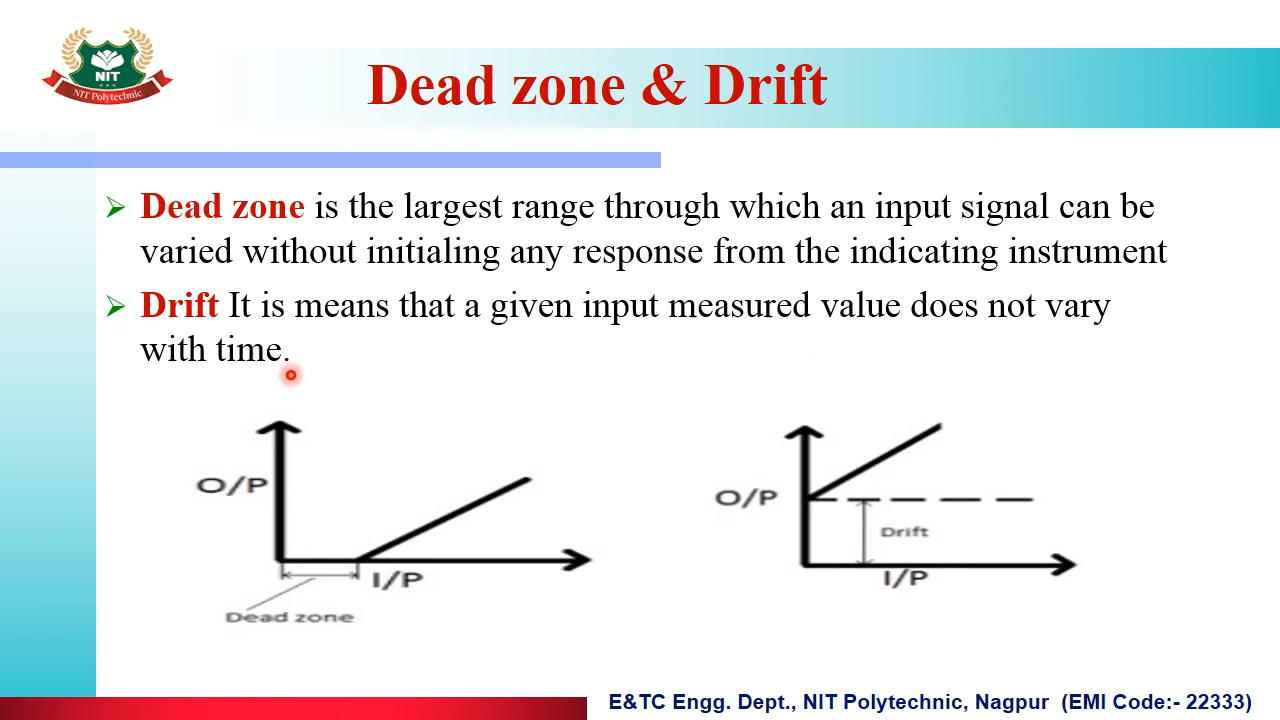 NIT
NIT Polytechnic
Dead zone & Drift
Dead zone is the largest range through which an input signal can be
varied without initialing any response from the indicating instrument
Drift It is means that a given input measured value does not vary
with time.
O/P
I/P
Dead zone
O/P
Drift
I/P
E&TC Engg. Dept., NIT Polytechnic, Nagpur (EMI Code:- 22333)